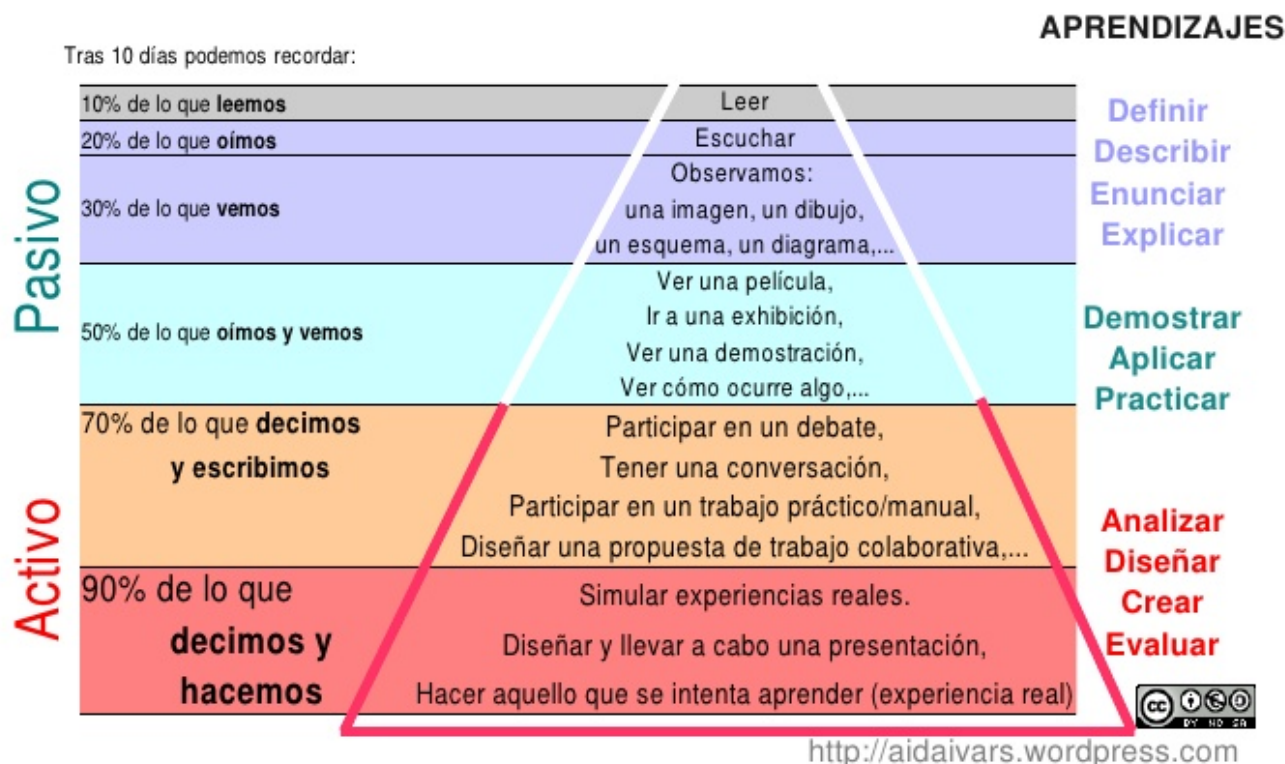 APRENDIZAJES
Tras 10 días podemos recordar:
Pasivo
10% de lo que leemos
Leer
20% de lo que oímos
Escuchar
30% de lo que vemos
Observamos:
una imagen, un dibujo,
un esquema, un diagrama,...
Definir
Describir
Enunciar
Explicar
50% de lo que oímos y vemos
Ver una película,
Ir a una exhibición,
Ver una demostración,
Ver cómo ocurre algo,...
Demostrar
Aplicar
Practicar
Activo
70% de lo que decimos
y escribimos
Participar en un debate,
Tener una conversación,
Participar en un trabajo práctico/manual,
Diseñar una propuesta de trabajo colaborativa,...
90% de lo que
decimos y
hacemos
Simular experiencias reales.
Diseñar y llevar a cabo una presentación,
Hacer aquello que se intenta aprender (experiencia real)
Analizar
Diseñar
Crear
Evaluar
cc
BY NO SA
http://aidaivars.wordpress.com